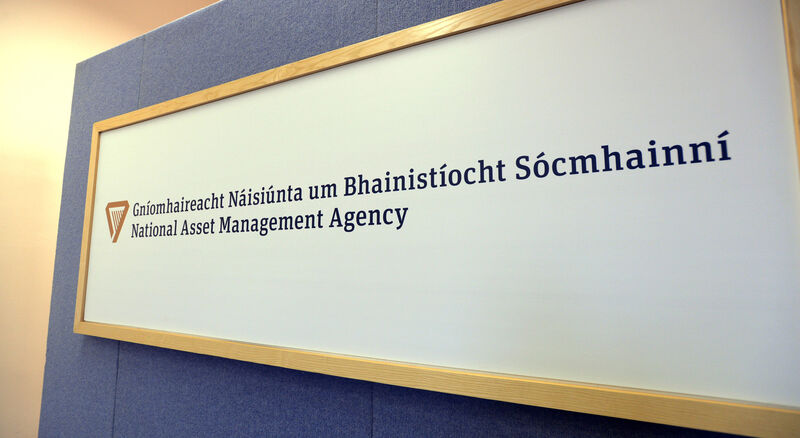 Gníomhaireacht Náisiúnta um Bhainistíocht Sócmhainní
National Asset Management Agency